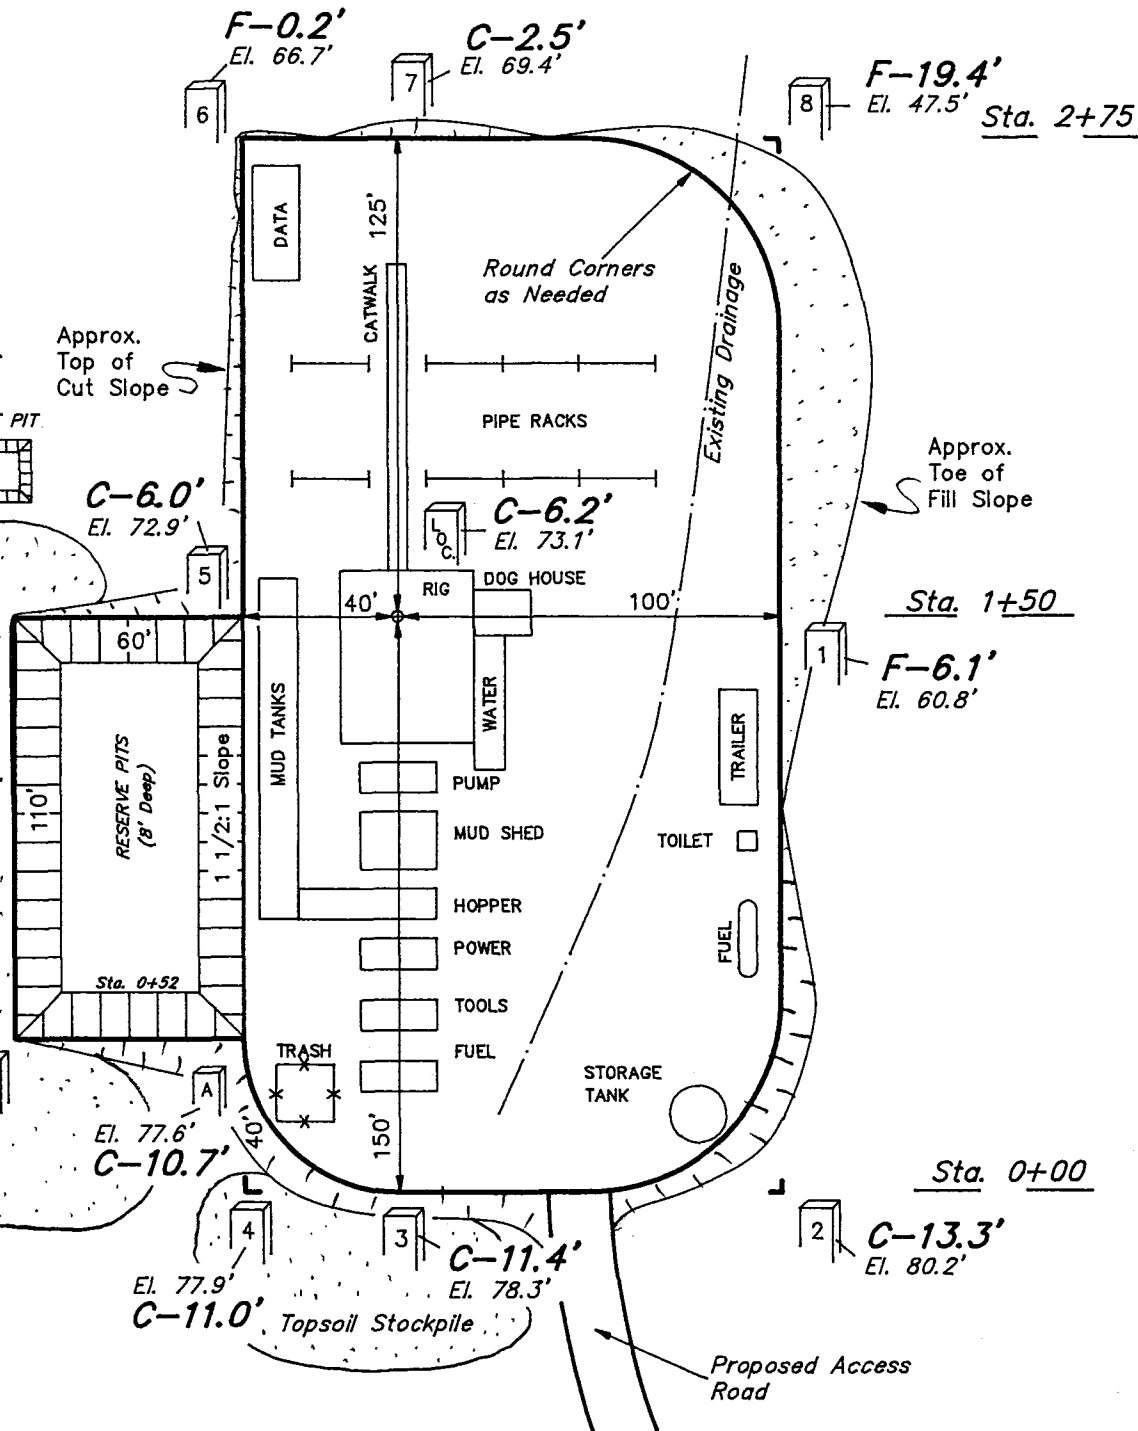 F-0.2'
El. 66.7'
C-2.5'
El. 69.4'
F-19.4'
El. 47.5'
Sta. 2+75
6
7
8
DATA
125'
CATWALK
Round Corners
as Needed
Existing Drainage
Approx.
Top of
Cut Slope
PIT
PIPE RACKS
Approx.
Toe of
Fill Slope
C-6.0'
El. 72.9'
5
LOC.
C-6.2'
El. 73.1'
RIG
DOG HOUSE
40'
100'
Sta. 1+50
60'
1
F-6.1'
El. 60.8'
MUD TANKS
WATER
TRAILER
RESERVE PITS
(8' Deep)
1 1/2:1 Slope
110'
PUMP
MUD SHED
TOILET
HOPPER
POWER
FUEL
Sta. 0+52
TOOLS
TRASH
FUEL
STORAGE
TANK
A
El. 77.6'
C-10.7'
40'
150'
Sta. 0+00
4
3
2
C-11.4'
El. 78.3'
C-13.3'
El. 80.2'
El. 77.9'
C-11.0'
Topsoil Stockpile
Proposed Access
Road